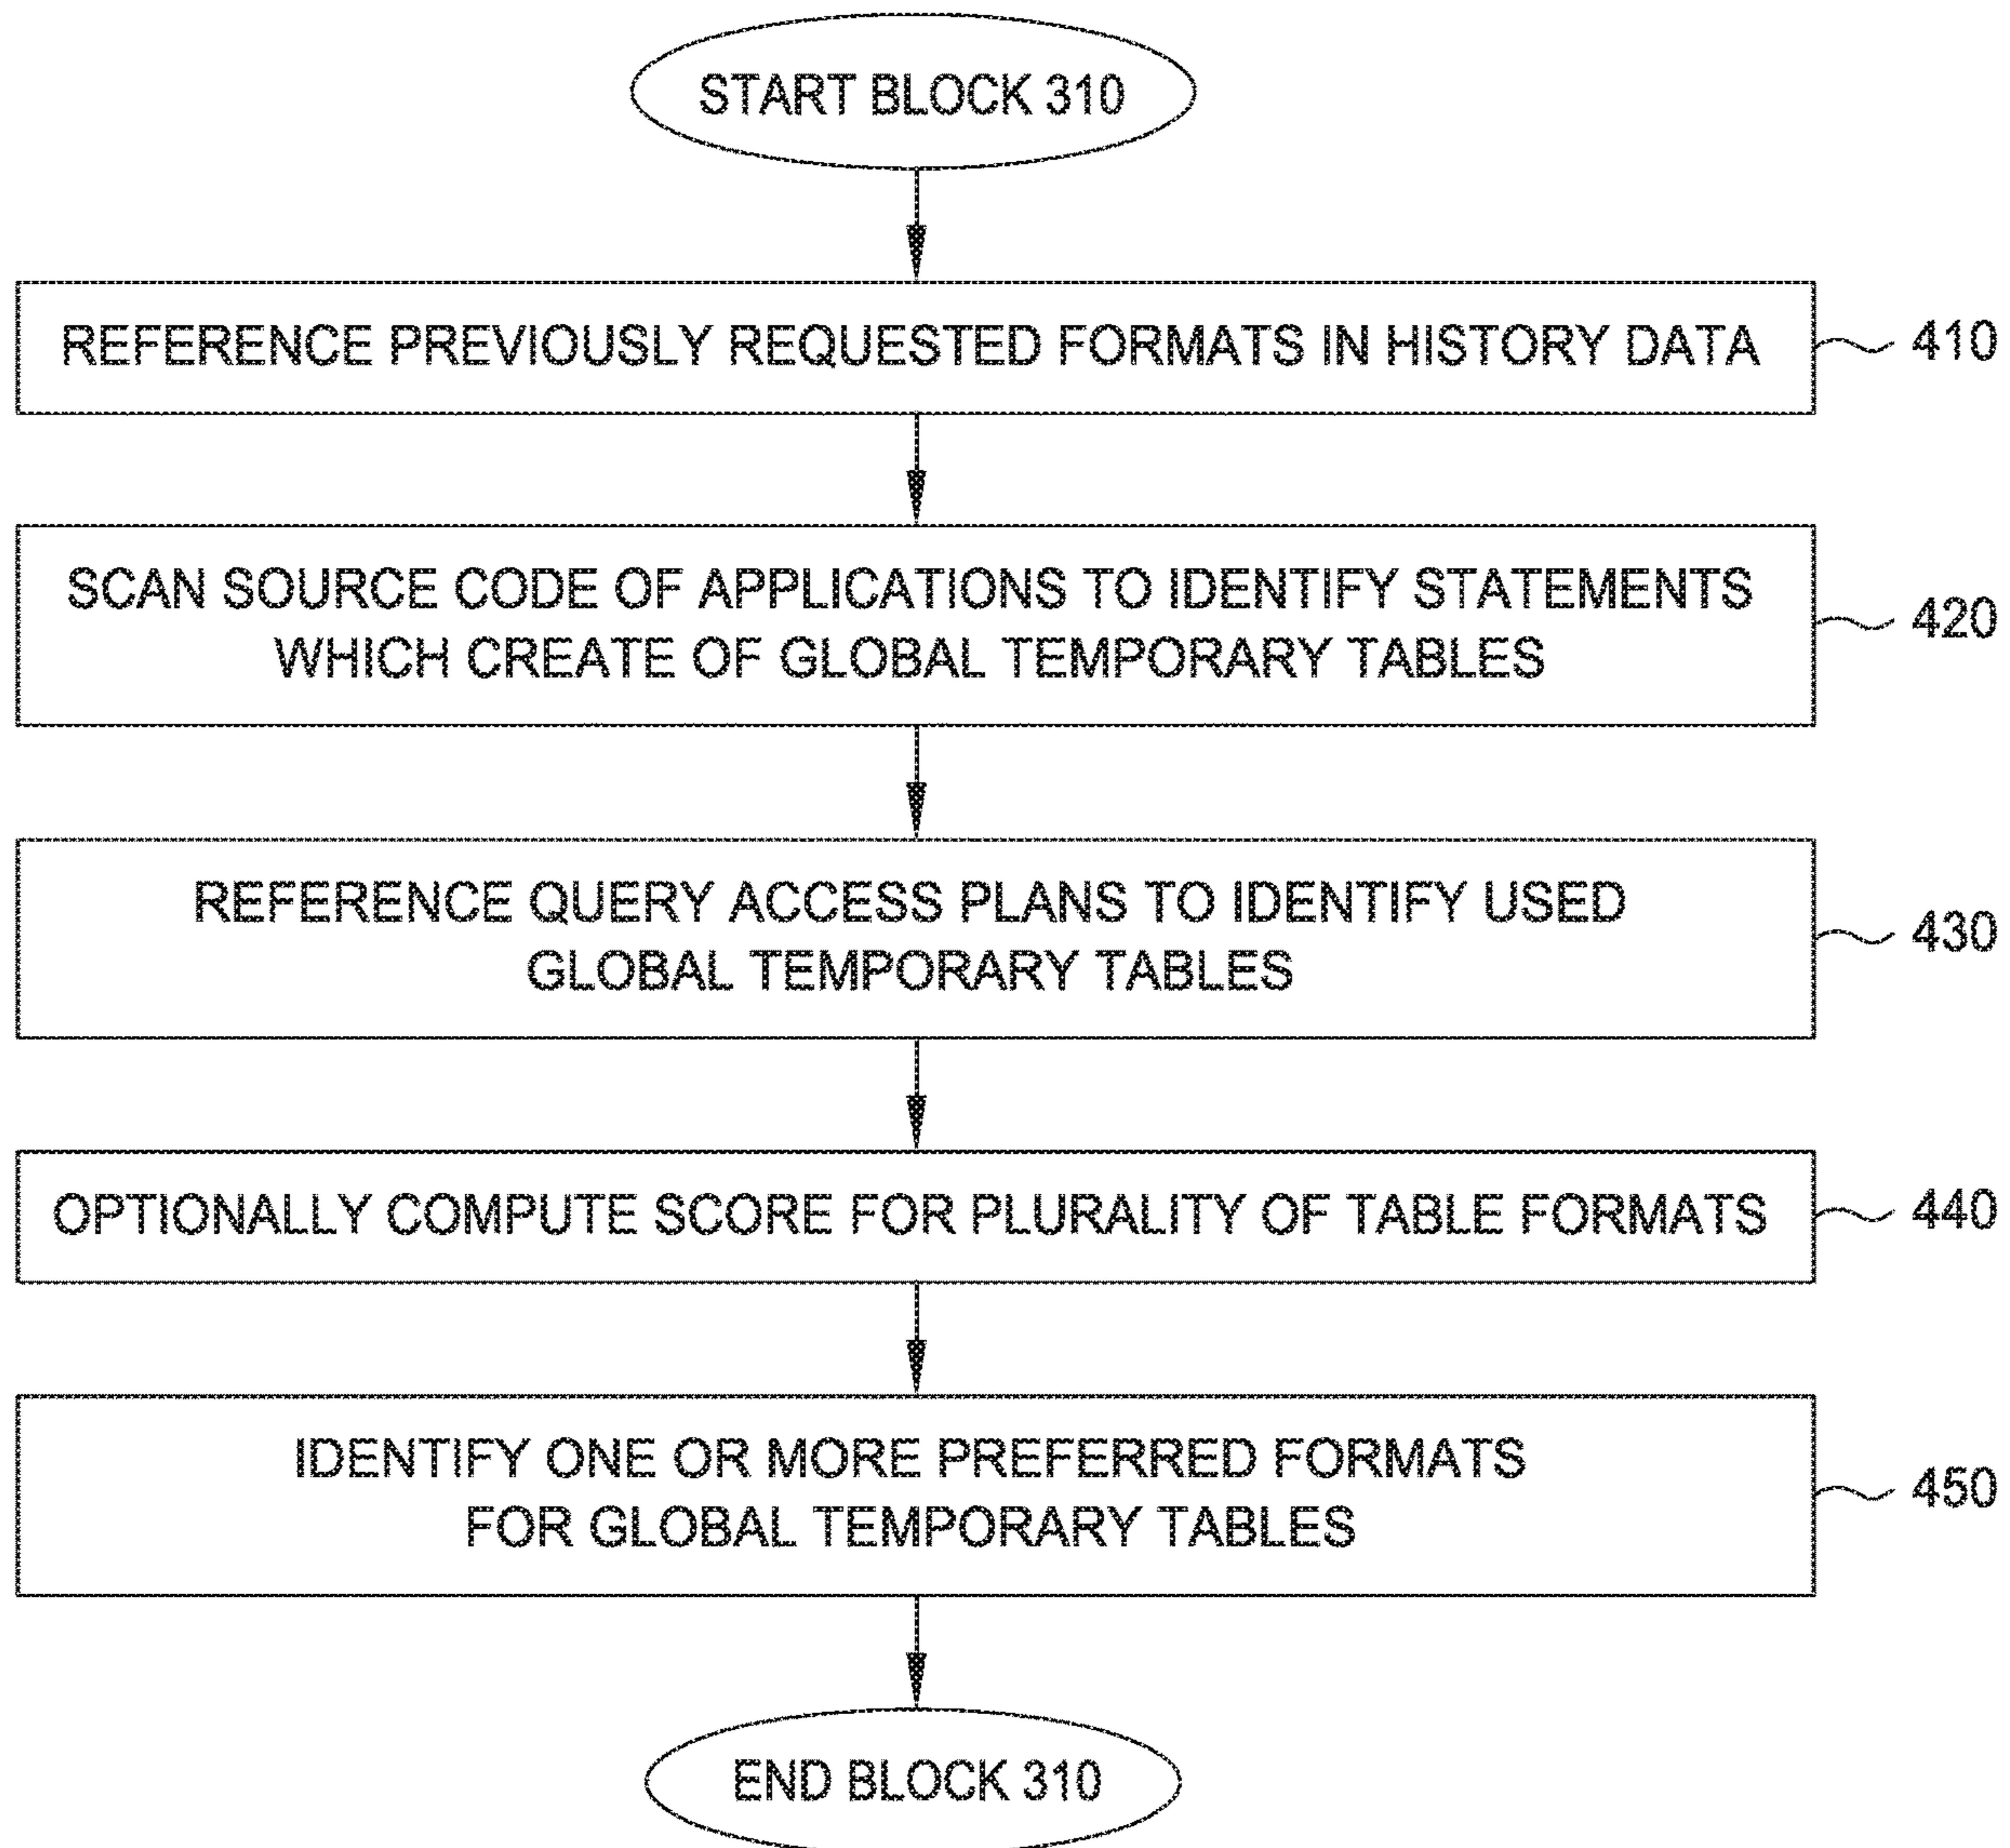 START BLOCK 310
REFERENCE PREVIOUSLY REQUESTED FORMATS IN HISTORY DATA
410
SCAN SOURCE CODE OF APPLICATIONS TO IDENTIFY STATEMENTS
WHICH CREATE OF GLOBAL TEMPORARY TABLES
420
REFERENCE QUERY ACCESS PLANS TO IDENTIFY USED
GLOBAL TEMPORARY TABLES
430
OPTIONALLY COMPUTE SCORE FOR PLURALITY OF TABLE FORMATS
440
IDENTIFY ONE OR MORE PREFERRED FORMATS
FOR GLOBAL TEMPORARY TABLES
450
END BLOCK 310